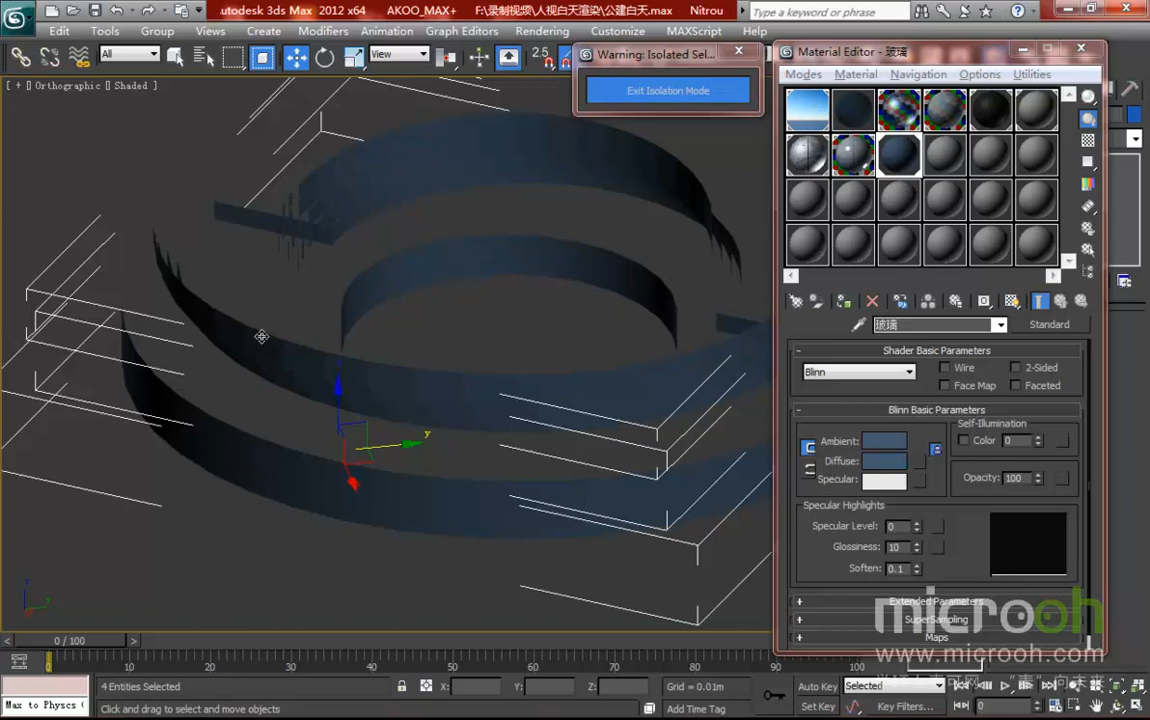 utodesk 3ds Max 2012 x64 AKOO_MAX+ F:\录制视频\人视白天渲染\公建白天.max Nitrou
Type a keyword or phrase
Edit Tools Group Views Create Modifiers Animation Graph Editors Rendering MAXScript Help
All View 2.5
Warning: Isolated Sel...
Exit Isolation Mode
Material Editor - 玻璃
Modes Material Navigation Options Utilities
[ + ] [ Orthographic ] [ Shaded ]
玻璃 Standard
Shader Basic Parameters
Blinn Wire 2-Sided
Face Map Faceted
Blinn Basic Parameters
Self-Illumination
Ambient: Color 0
Diffuse:
Specular: Opacity: 100
Specular Highlights
Specular Level: 0
Glossiness: 10
Soften: 0.1
Extended Parameters
SuperSampling
Maps
microoh
www.microoh.com
z
y
y
0 / 100
0 10 20 30 40 50 60 70 80 90 100
4 Entities Selected X: Y: Z: Grid = 0.01m Auto Key Selected
Max to Physcs ( Click and drag to select and move objects Add Time Tag Set Key Key Filters... 0